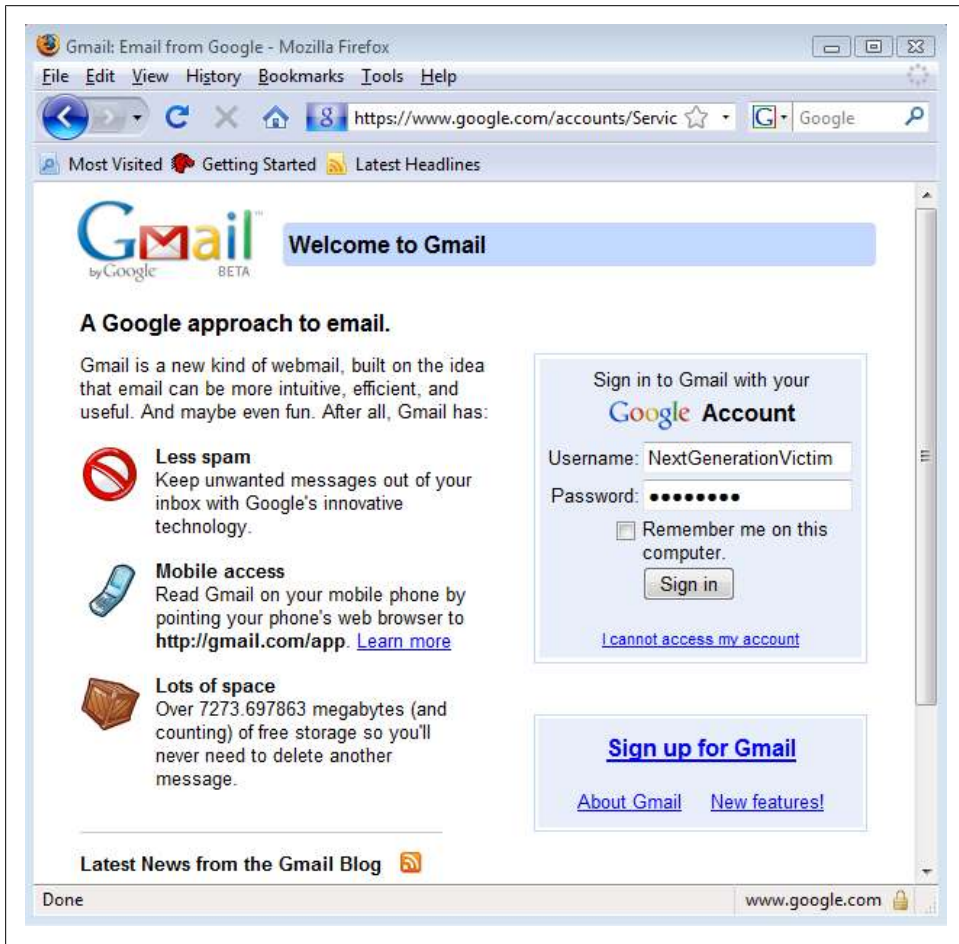 Gmail: Email from Google - Mozilla Firefox
File Edit View History Bookmarks Tools Help
8 https://www.google.com/accounts/Servic G Google
Most Visited Getting Started Latest Headlines
Gmail™
by Google BETA
Welcome to Gmail
A Google approach to email.
Gmail is a new kind of webmail, built on the idea
that email can be more intuitive, efficient, and
useful. And maybe even fun. After all, Gmail has:
Less spam
Keep unwanted messages out of your
inbox with Google's innovative
technology.
Mobile access
Read Gmail on your mobile phone by
pointing your phone's web browser to
http://gmail.com/app. Learn more
Lots of space
Over 7273.697863 megabytes (and
counting) of free storage so you'll
never need to delete another
message.
Latest News from the Gmail Blog
Sign in to Gmail with your
Google Account
Username: NextGenerationVictim
Password: ●●●●●●●●
Remember me on this
computer.
Sign in
I cannot access my account
Sign up for Gmail
About Gmail New features!
Done www.google.com